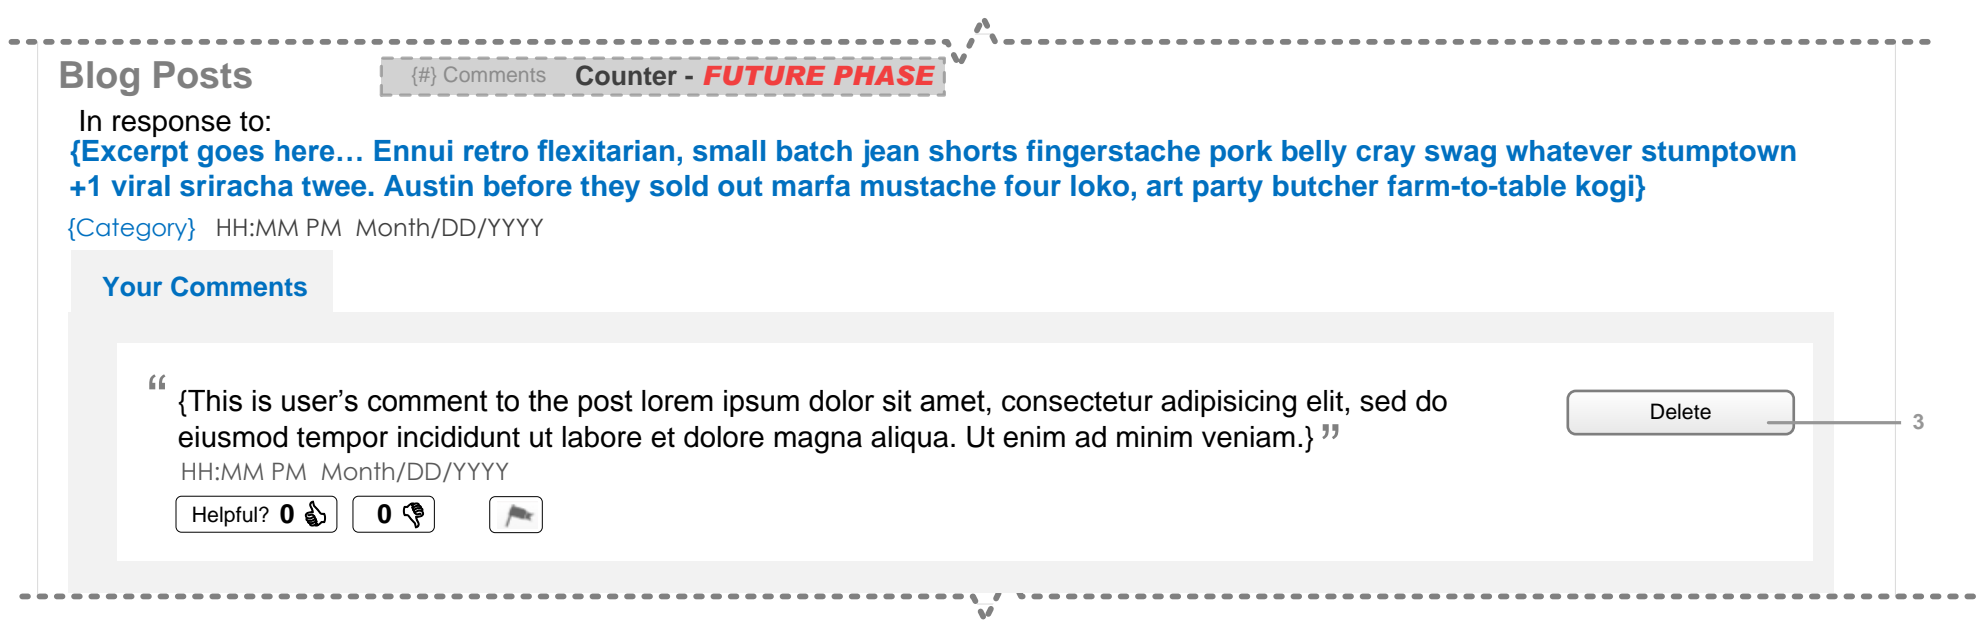 Blog Posts
{#} Comments Counter - FUTURE PHASE
In response to:
{Excerpt goes here… Ennui retro flexitarian, small batch jean shorts fingerstache pork belly cray swag whatever stumptown
+1 viral sriracha twee. Austin before they sold out marfa mustache four loko, art party butcher farm-to-table kogi}
{Category} HH:MM PM Month/DD/YYYY
Your Comments
“ {This is user’s comment to the post lorem ipsum dolor sit amet, consectetur adipisicing elit, sed do
eiusmod tempor incididunt ut labore et dolore magna aliqua. Ut enim ad minim veniam.} ”
Delete
3
HH:MM PM Month/DD/YYYY
Helpful? 0 0